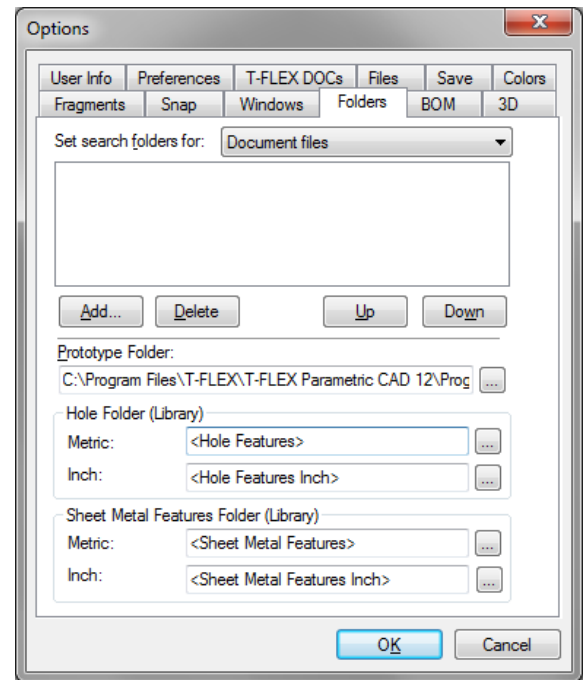 Options
User Info Preferences T-FLEX DOCs Files Save Colors
Fragments Snap Windows Folders BOM 3D
Set search folders for: Document files
Add... Delete Up Down
Prototype Folder:
C:\Program Files\T-FLEX\T-FLEX Parametric CAD 12\Prog ...
Hole Folder (Library)
Metric: <Hole Features> ...
Inch: <Hole Features Inch> ...
Sheet Metal Features Folder (Library)
Metric: <Sheet Metal Features> ...
Inch: <Sheet Metal Features Inch> ...
OK Cancel